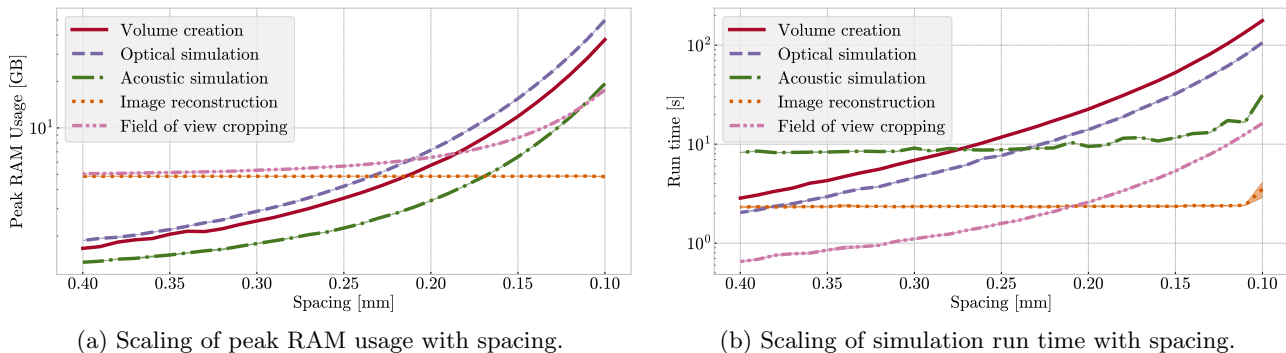 Peak RAM Usage [GB]
10¹
Volume creation
Optical simulation
Acoustic simulation
Image reconstruction
Field of view cropping
0.40 0.35 0.30 0.25 0.20 0.15 0.10
Spacing [mm]
(a) Scaling of peak RAM usage with spacing.
Run time [s]
10²
10¹
10⁰
Volume creation
Optical simulation
Acoustic simulation
Image reconstruction
Field of view cropping
0.40 0.35 0.30 0.25 0.20 0.15 0.10
Spacing [mm]
(b) Scaling of simulation run time with spacing.